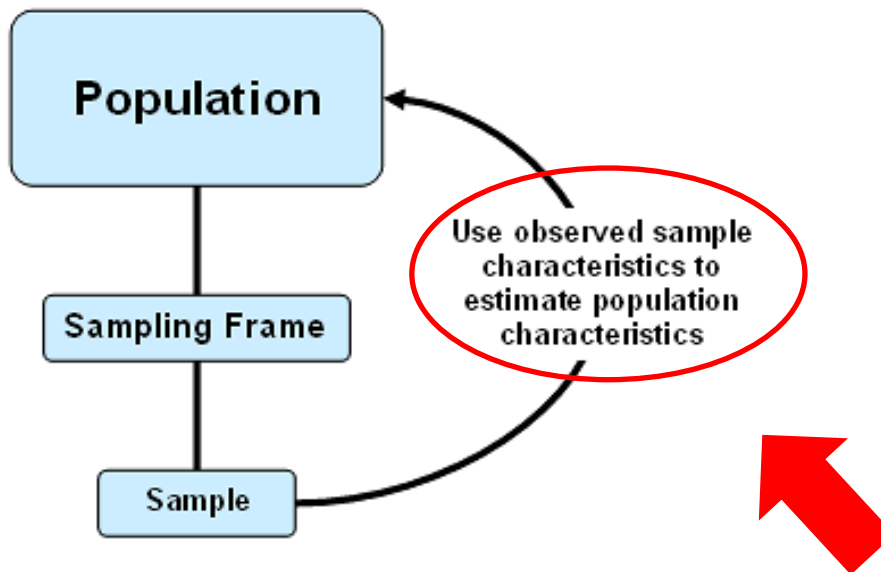 Population
Use observed sample
characteristics to
estimate population
characteristics
Sampling Frame
Sample